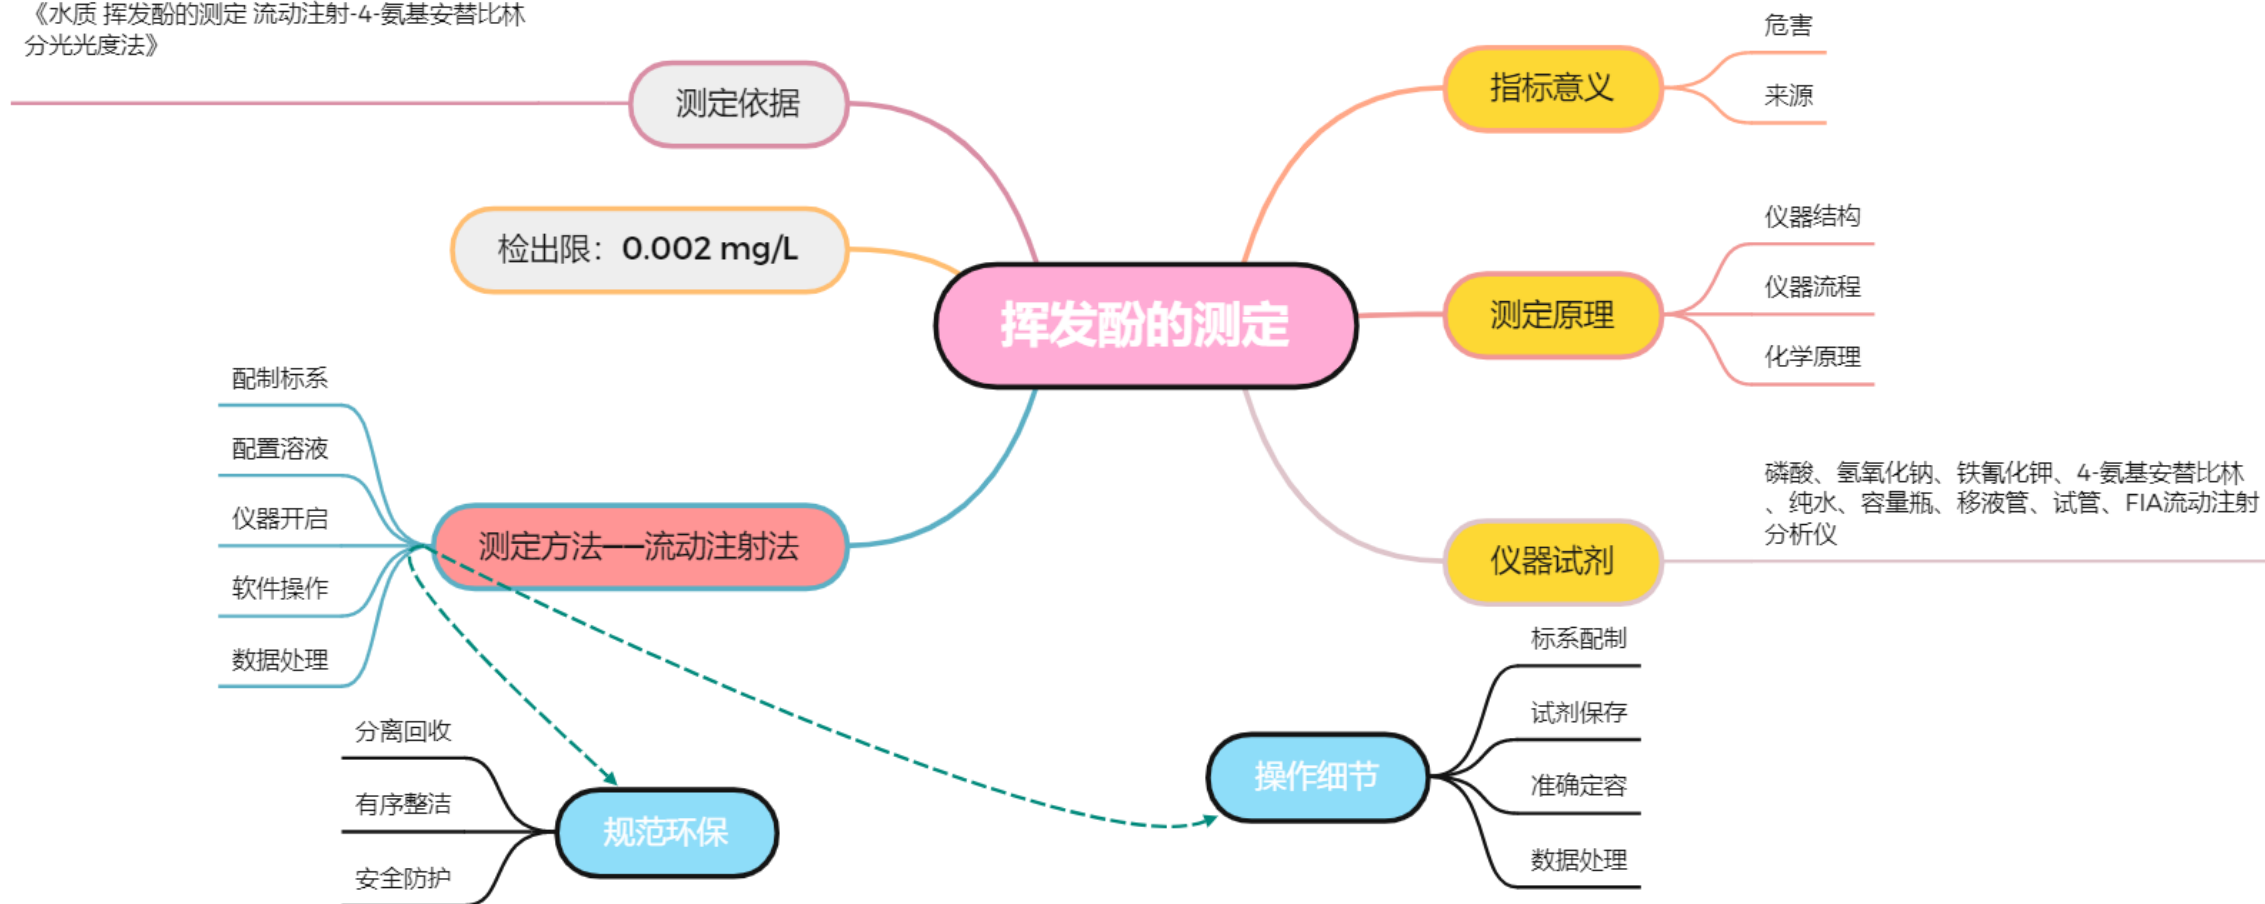 《水质 挥发酚的测定 流动注射-4-氨基安替比林
分光光度法》
测定依据
检出限：0.002 mg/L
挥发酚的测定
指标意义
危害
来源
测定原理
仪器结构
仪器流程
化学原理
仪器试剂
磷酸、氢氧化钠、铁氰化钾、4-氨基安替比林
、纯水、容量瓶、移液管、试管、FIA流动注射
分析仪
测定方法——流动注射法
配制标系
配置溶液
仪器开启
软件操作
数据处理
规范环保
分离回收
有序整洁
安全防护
操作细节
标系配制
试剂保存
准确定容
数据处理